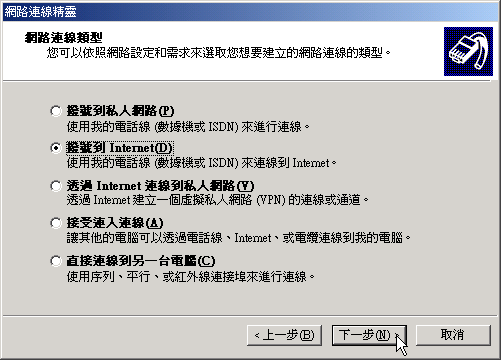 網路連線精靈
網路連線類型
您可以依照網路設定和需求來選取您想要建立的網路連線的類型。
撥號到私人網路(P)
使用我的電話線 (數據機或 ISDN) 來進行連線。
撥號到 Internet(D)
使用我的電話線 (數據機或 ISDN) 來連線到 Internet。
透過 Internet 連線到私人網路(V)
透過 Internet 建立一個虛擬私人網路 (VPN) 的連線或通道。
接受連入連線(A)
讓其他的電腦可以透過電話線、Internet、或電纜連線到我的電腦。
直接連線到另一台電腦(C)
使用序列、平行、或紅外線連接埠來進行連線。
< 上一步(B) 下一步(N) > 取消